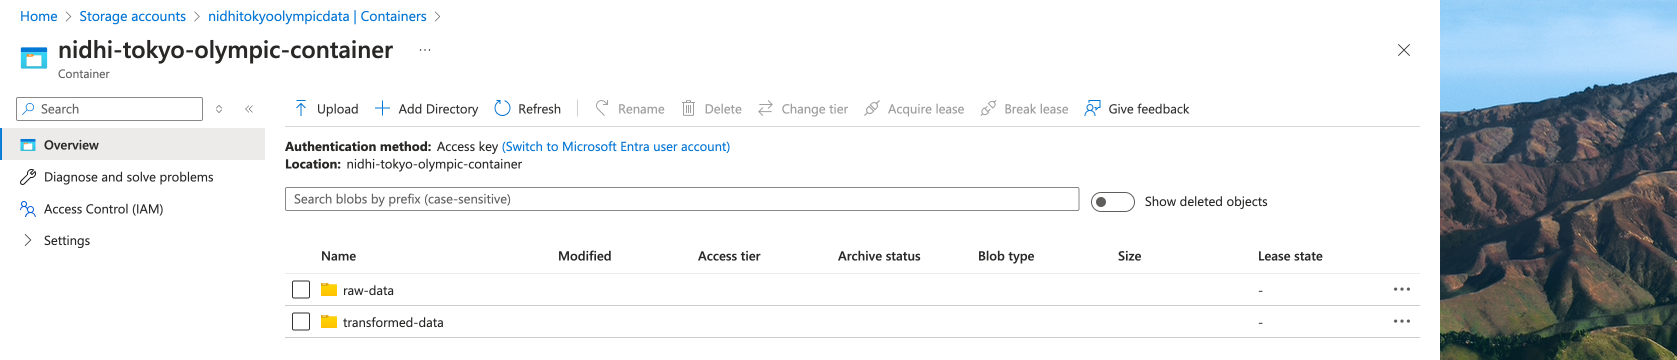 Home > Storage accounts > nidhitokyoolympicdata | Containers >
nidhi-tokyo-olympic-container ...
Container
Search
Upload Add Directory Refresh Rename Delete Change tier Acquire lease Break lease Give feedback
Overview
Diagnose and solve problems
Access Control (IAM)
Settings
Authentication method: Access key (Switch to Microsoft Entra user account)
Location: nidhi-tokyo-olympic-container
Search blobs by prefix (case-sensitive)
Show deleted objects
Name Modified Access tier Archive status Blob type Size Lease state
raw-data - ...
transformed-data - ...